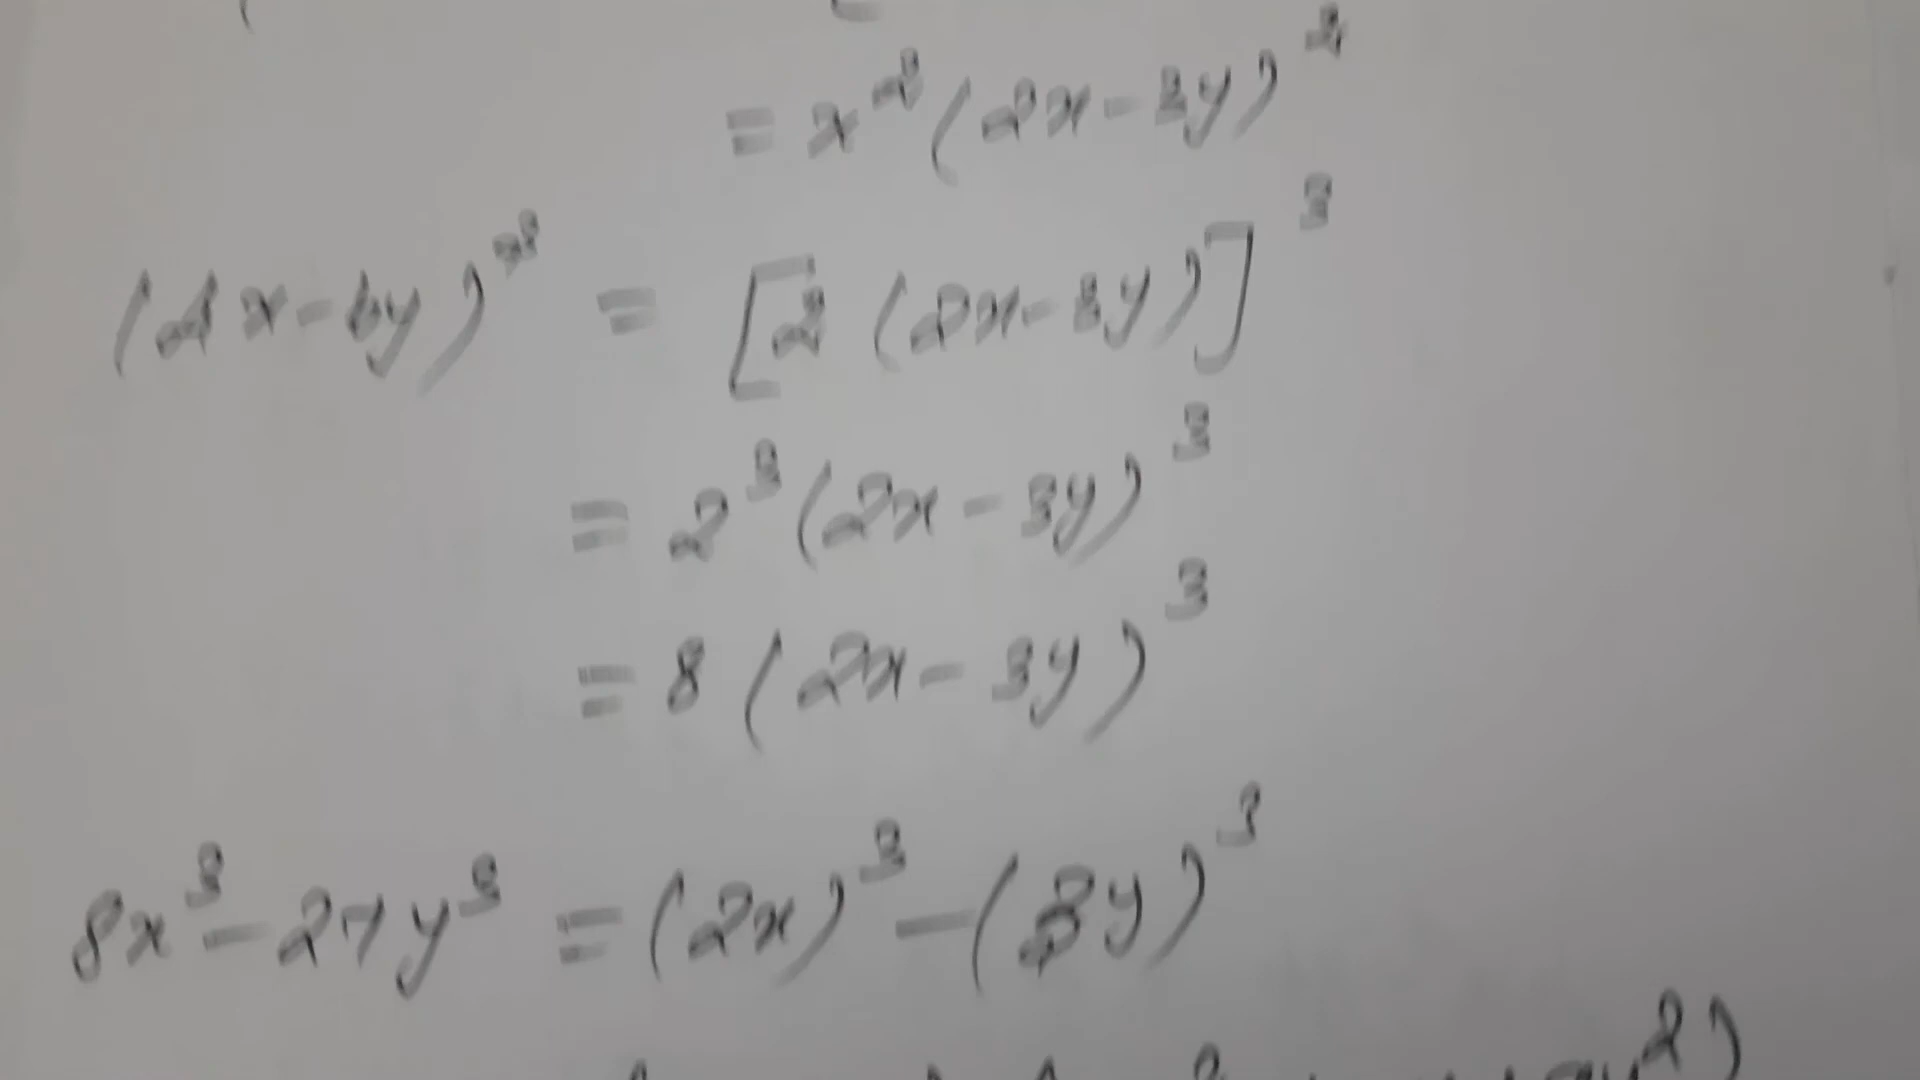 = x²(2x-3y)²
(4x-6y)³ = [2 (2x-3y)]³
= 2³(2x-3y)³
= 8(2x-3y)³
8x³-27y³ = (2x)³-(3y)³